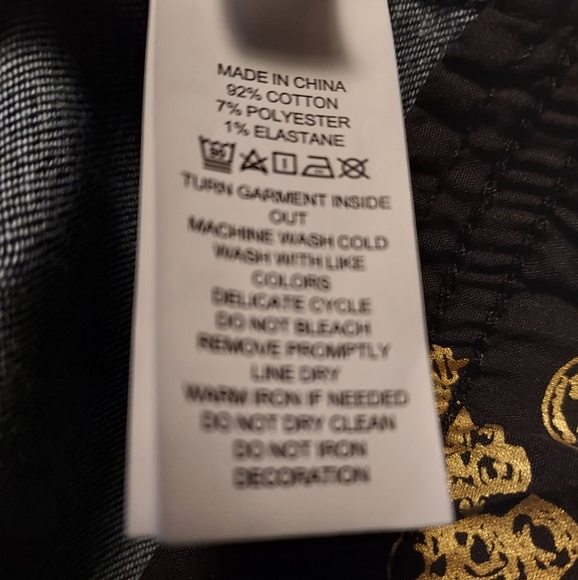 MADE IN CHINA
92% COTTON
7% POLYESTER
1% ELASTANE
TURN GARMENT INSIDE
OUT
MACHINE WASH COLD
WASH WITH LIKE
COLORS
DELICATE CYCLE
DO NOT BLEACH
REMOVE PROMPTLY
LINE DRY
WARM IRON IF NEEDED
DO NOT DRY CLEAN
DO NOT IRON
DECORATION